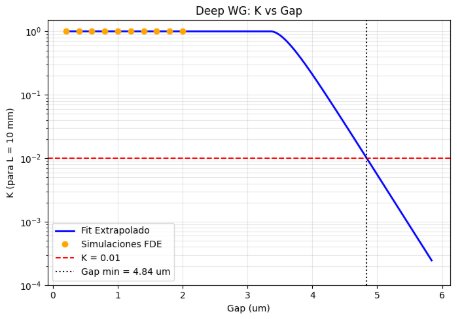 Deep WG: K vs Gap
K (para L = 10 mm)
10⁰
10⁻¹
10⁻²
10⁻³
10⁻⁴
Fit Extrapolado
Simulaciones FDE
K = 0.01
Gap min = 4.84 um
0 1 2 3 4 5 6
Gap (um)